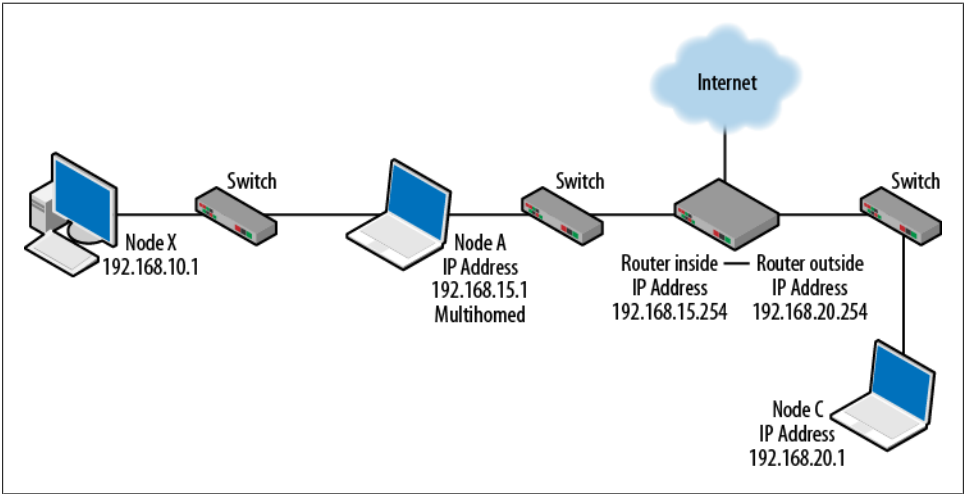 Internet
Switch
Switch
Switch
Node X
192.168.10.1
Node A
IP Address
192.168.15.1
Multihomed
Router inside
IP Address
192.168.15.254
Router outside
IP Address
192.168.20.254
Node C
IP Address
192.168.20.1